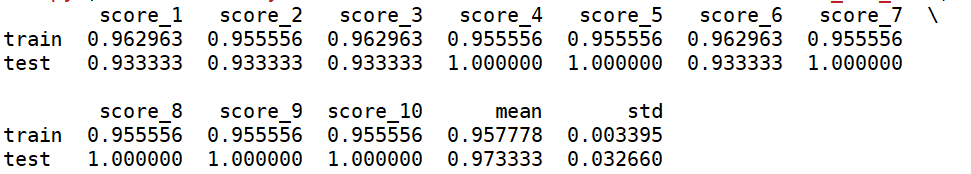 score_1 score_2 score_3 score_4 score_5 score_6 score_7 \
train 0.962963 0.955556 0.962963 0.955556 0.955556 0.962963 0.955556
test 0.933333 0.933333 0.933333 1.000000 1.000000 0.933333 1.000000
score_8 score_9 score_10 mean std
train 0.955556 0.955556 0.955556 0.957778 0.003395
test 1.000000 1.000000 1.000000 0.973333 0.032660